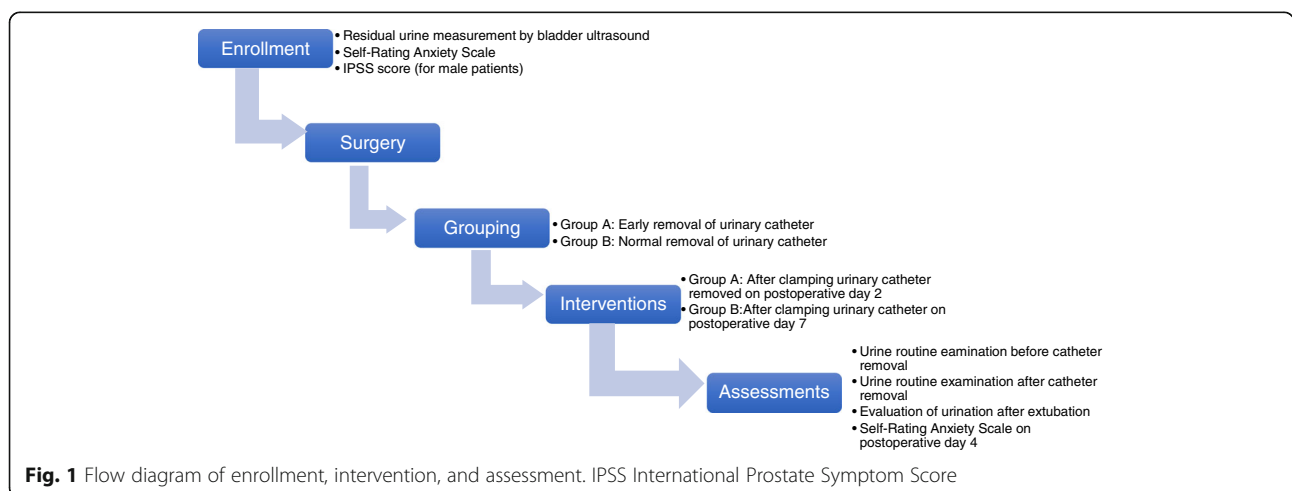 Enrollment
• Residual urine measurement by bladder ultrasound
• Self-Rating Anxiety Scale
• IPSS score (for male patients)
Surgery
Grouping
• Group A: Early removal of urinary catheter
• Group B: Normal removal of urinary catheter
Interventions
• Group A: After clamping urinary catheter
removed on postoperative day 2
• Group B:After clamping urinary catheter on
postoperative day 7
Assessments
• Urine routine eamination before catheter
removal
• Urine routine examination after catheter
removal
• Evaluation of urination after extubation
• Self-Rating Anxiety Scale on
postoperative day 4
Fig. 1 Flow diagram of enrollment, intervention, and assessment. IPSS International Prostate Symptom Score